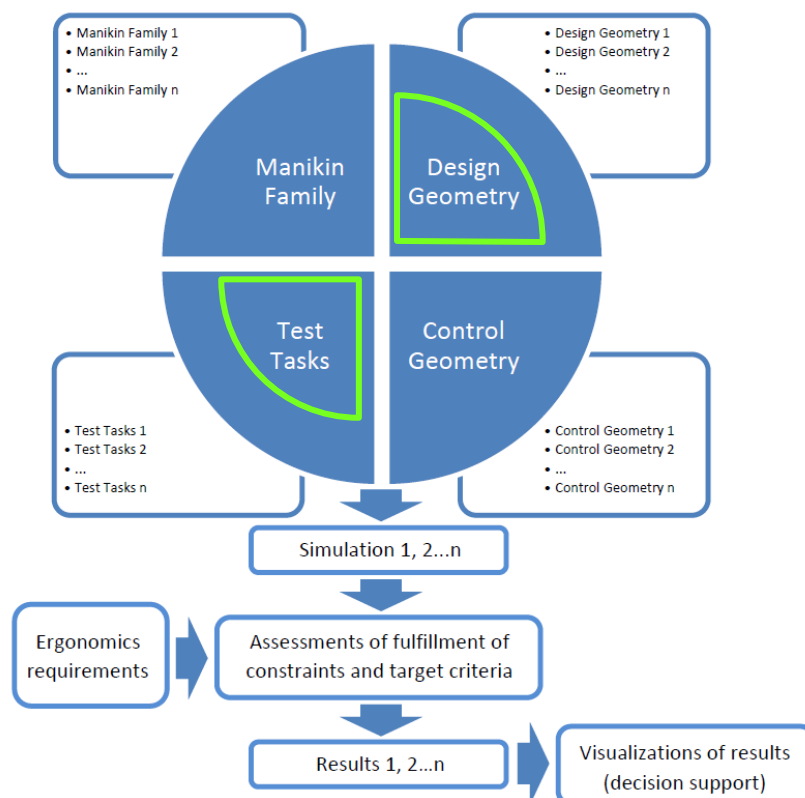 • Manikin Family 1
• Manikin Family 2
• ...
• Manikin Family n
• Design Geometry 1
• Design Geometry 2
• ...
• Design Geometry n
Manikin
Family
Design
Geometry
Test
Tasks
Control
Geometry
• Test Tasks 1
• Test Tasks 2
• ...
• Test Tasks n
• Control Geometry 1
• Control Geometry 2
• ...
• Control Geometry n
Simulation 1, 2...n
Ergonomics
requirements
Assessments of fulfillment of
constraints and target criteria
Results 1, 2...n
Visualizations of results
(decision support)